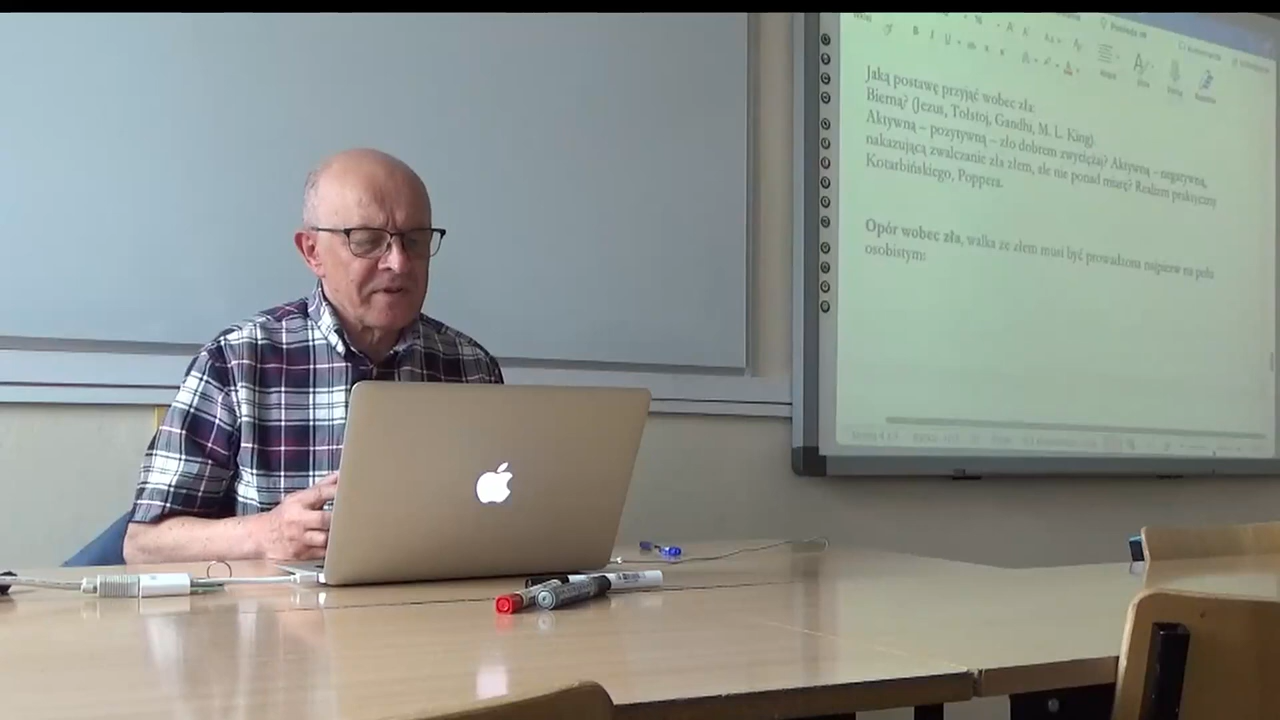 Jaką postawę przyjąć wobec zła:
Bierną? (Jezus, Tołstoj, Gandhi, M. L. King).
Aktywną – pozytywną – zło dobrem zwyciężaj? Aktywną – negatywną,
nakazującą zwalczanie zła złem, ale nie ponad miarę? Realizm praktyczny
Kotarbińskiego, Poppera.
Opór wobec zła, walka ze złem musi być prowadzona najpierw na polu
osobistym: